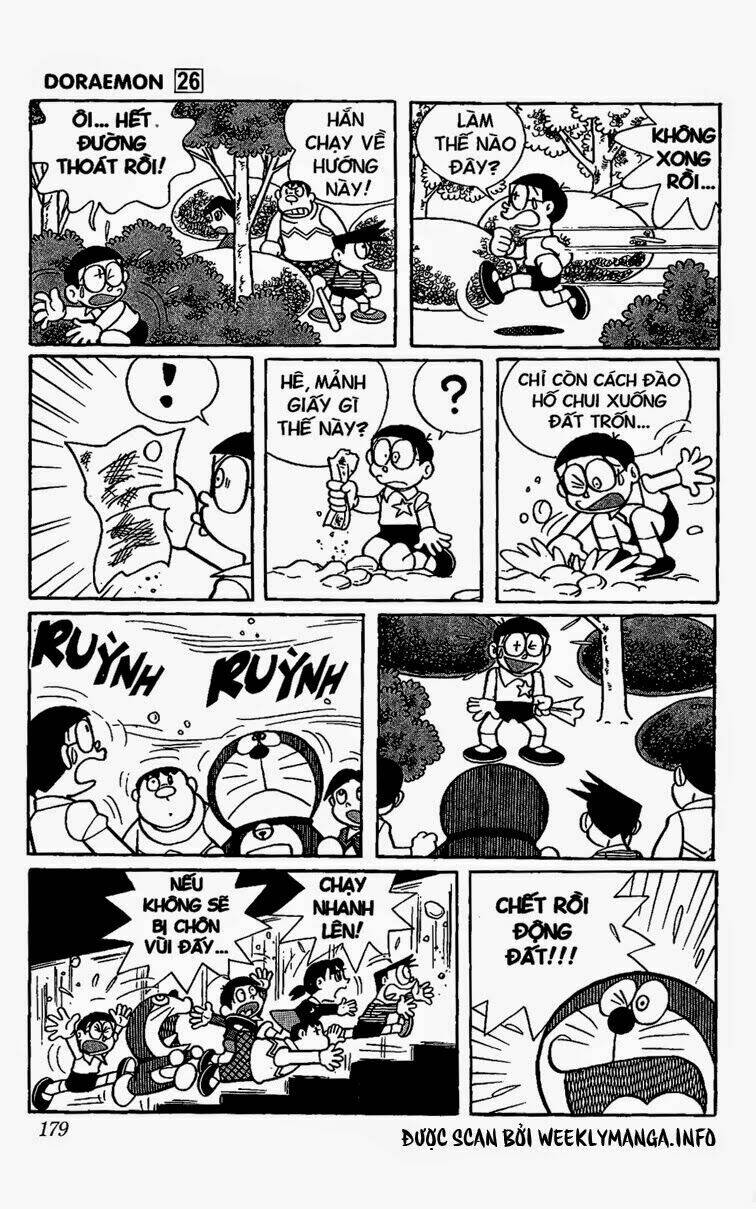 DORAEMON 26
KHÔNG
XONG
RỒI...
LÀM
THẾ NÀO
ĐÂY?
HẮN
CHẠY VỀ
HƯỚNG
NÀY!
ÔI... HẾT
ĐƯỜNG
THOÁT RỒI!
CHỈ CÒN CÁCH ĐÀO
HỐ CHUI XUỐNG
ĐẤT TRỐN...
?
HÊ, MẢNH
GIẤY GÌ
THẾ NÀY?
!
RUỲNH
RUỲNH
CHẾT RỒI
ĐỘNG
ĐẤT!!!
CHẠY
NHANH
LÊN!
NẾU
KHÔNG SẼ
BỊ CHÔN
VÙI ĐẤY...
179
ĐƯỢC SCAN BỞI WEEKLYMANGA.INFO